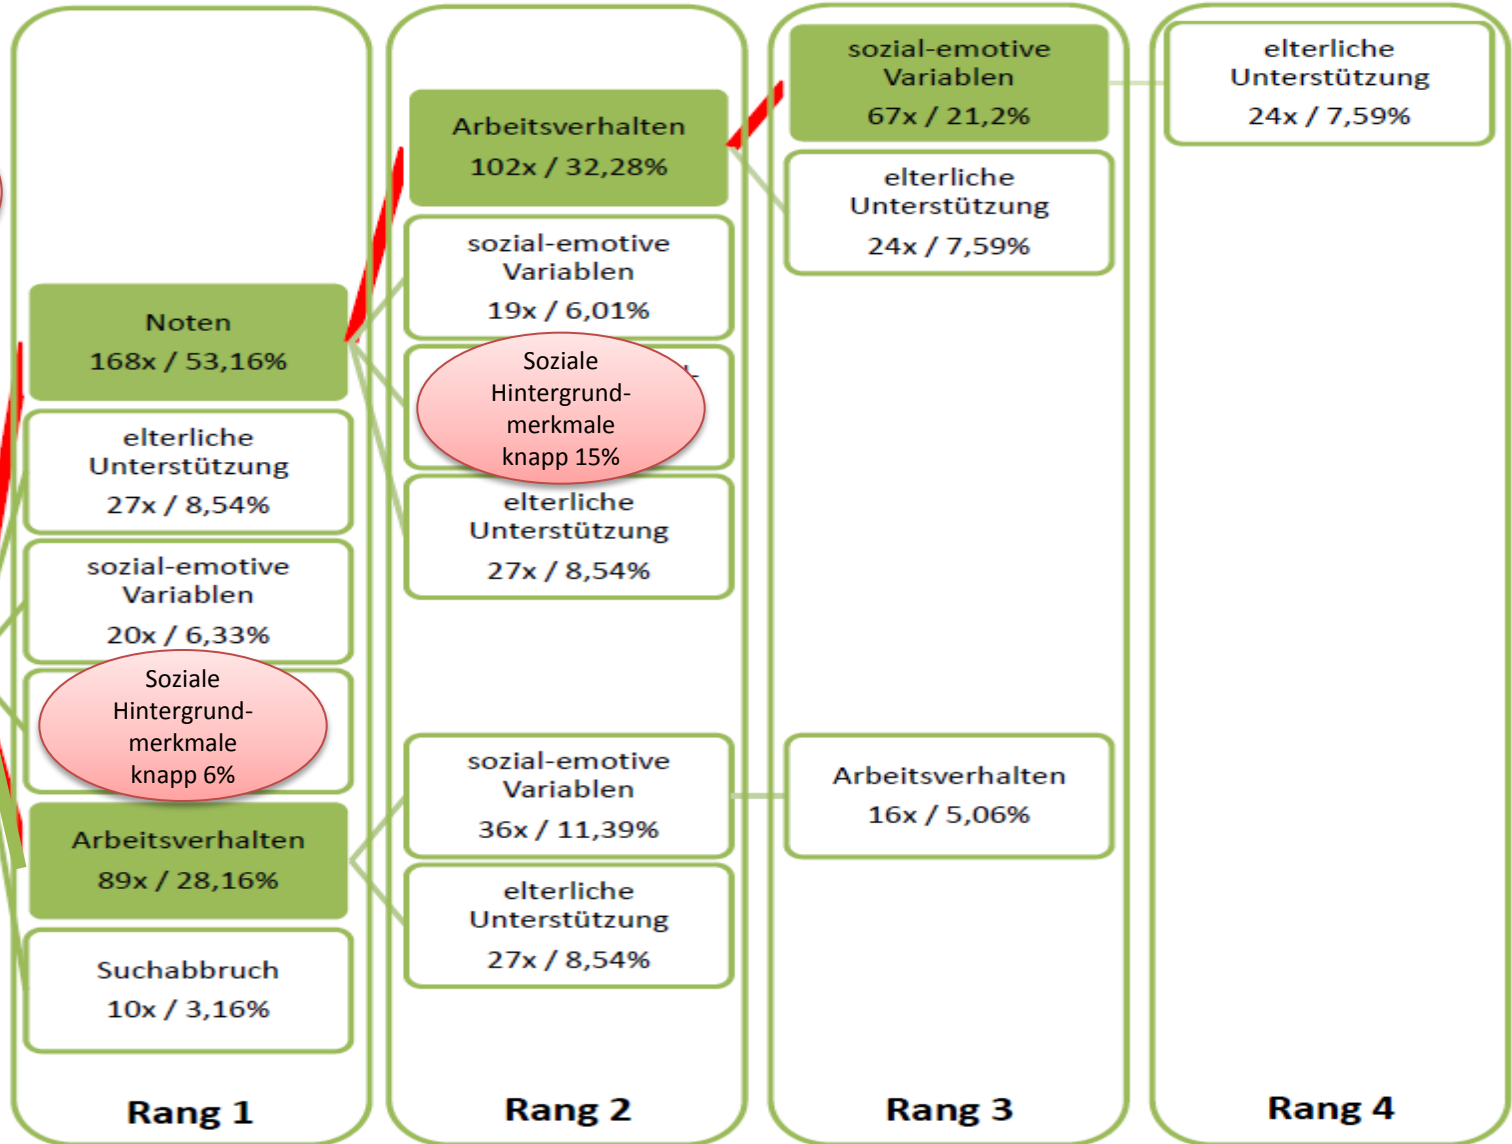 Noten
168x / 53,16%
elterliche
Unterstützung
27x / 8,54%
sozial-emotive
Variablen
20x / 6,33%
Soziale
Hintergrund-
merkmale
knapp 6%
Arbeitsverhalten
89x / 28,16%
Suchabbruch
10x / 3,16%
Rang 1
Arbeitsverhalten
102x / 32,28%
sozial-emotive
Variablen
19x / 6,01%
Soziale
Hintergrund-
merkmale
knapp 15%
elterliche
Unterstützung
27x / 8,54%
sozial-emotive
Variablen
36x / 11,39%
elterliche
Unterstützung
27x / 8,54%
Rang 2
sozial-emotive
Variablen
67x / 21,2%
elterliche
Unterstützung
24x / 7,59%
Arbeitsverhalten
16x / 5,06%
Rang 3
elterliche
Unterstützung
24x / 7,59%
Rang 4